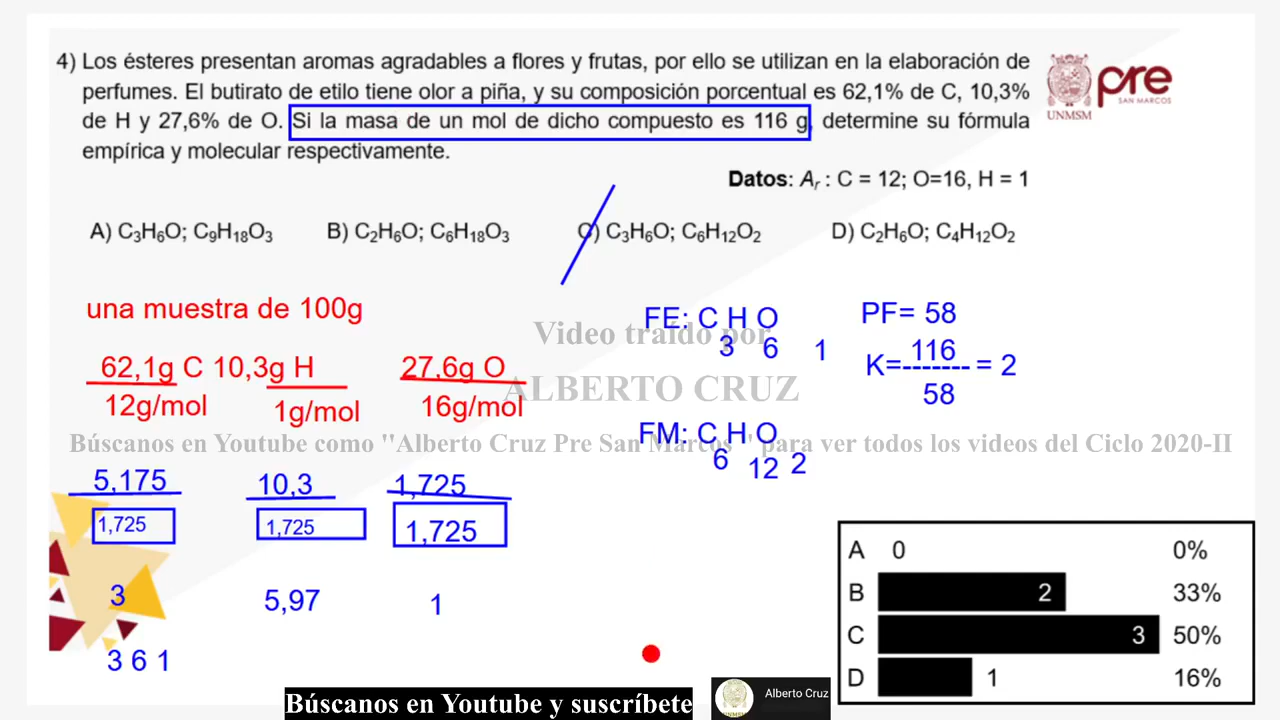 4) Los ésteres presentan aromas agradables a flores y frutas, por ello se utilizan en la elaboración de
perfumes. El butirato de etilo tiene olor a piña, y su composición porcentual es 62,1% de C, 10,3%
de H y 27,6% de O. Si la masa de un mol de dicho compuesto es 116 g, determine su fórmula
empírica y molecular respectivamente.
UNMSM
pre
SAN MARCOS
Datos: Ar : C = 12; O=16, H = 1
A) C₃H₆O; C₉H₁₈O₃ B) C₂H₆O; C₆H₁₈O₃ C) C₃H₆O; C₆H₁₂O₂ D) C₂H₆O; C₄H₁₂O₂
una muestra de 100g
62,1g C 10,3g H 27,6g O
12g/mol 1g/mol 16g/mol
5,175 10,3 1,725
1,725 1,725 1,725
3 5,97 1
3 6 1
FE: C H O
3 6 1
FM: C H O
6 12 2
PF= 58
116
K=------- = 2
58
Video traído por
ALBERTO CRUZ
Búscanos en Youtube como ''Alberto Cruz Pre San Marcos '' para ver todos los videos del Ciclo 2020-II
A 0 0%
B 2 33%
C 3 50%
D 1 16%
Búscanos en Youtube y suscríbete
UNMSM
Alberto Cruz